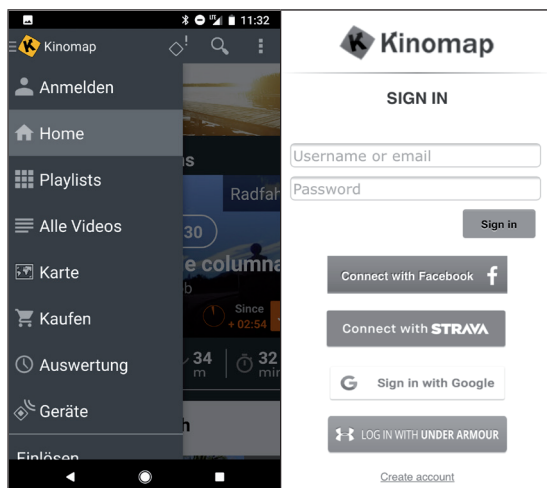 11:32
Kinomap
Anmelden
Home
Playlists
Alle Videos
Karte
Kaufen
Auswertung
Geräte
Einlösen
Radfah
30
e columna
Since
+ 02:54
34
m
32
min
Kinomap
SIGN IN
Username or email
Password
Sign in
Connect with Facebook
Connect with STRAVA
Sign in with Google
LOG IN WITH UNDER ARMOUR
Create account